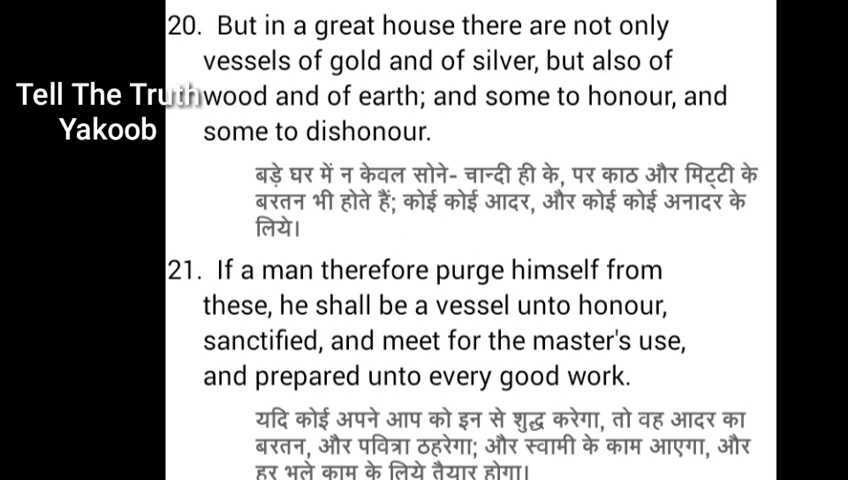 20. But in a great house there are not only
vessels of gold and of silver, but also of
Tell The Truth
wood and of earth; and some to honour, and
Yakoob
some to dishonour.
बड़े घर में न केवल सोने- चान्दी ही के, पर काठ और मिट्टी के
बरतन भी होते हैं; कोई कोई आदर, और कोई कोई अनादर के
लिये।
21. If a man therefore purge himself from
these, he shall be a vessel unto honour,
sanctified, and meet for the master's use,
and prepared unto every good work.
यदि कोई अपने आप को इन से शुद्ध करेगा, तो वह आदर का
बरतन, और पवित्रा ठहरेगा; और स्वामी के काम आएगा, और
हर भले काम के लिये तैयार होगा।